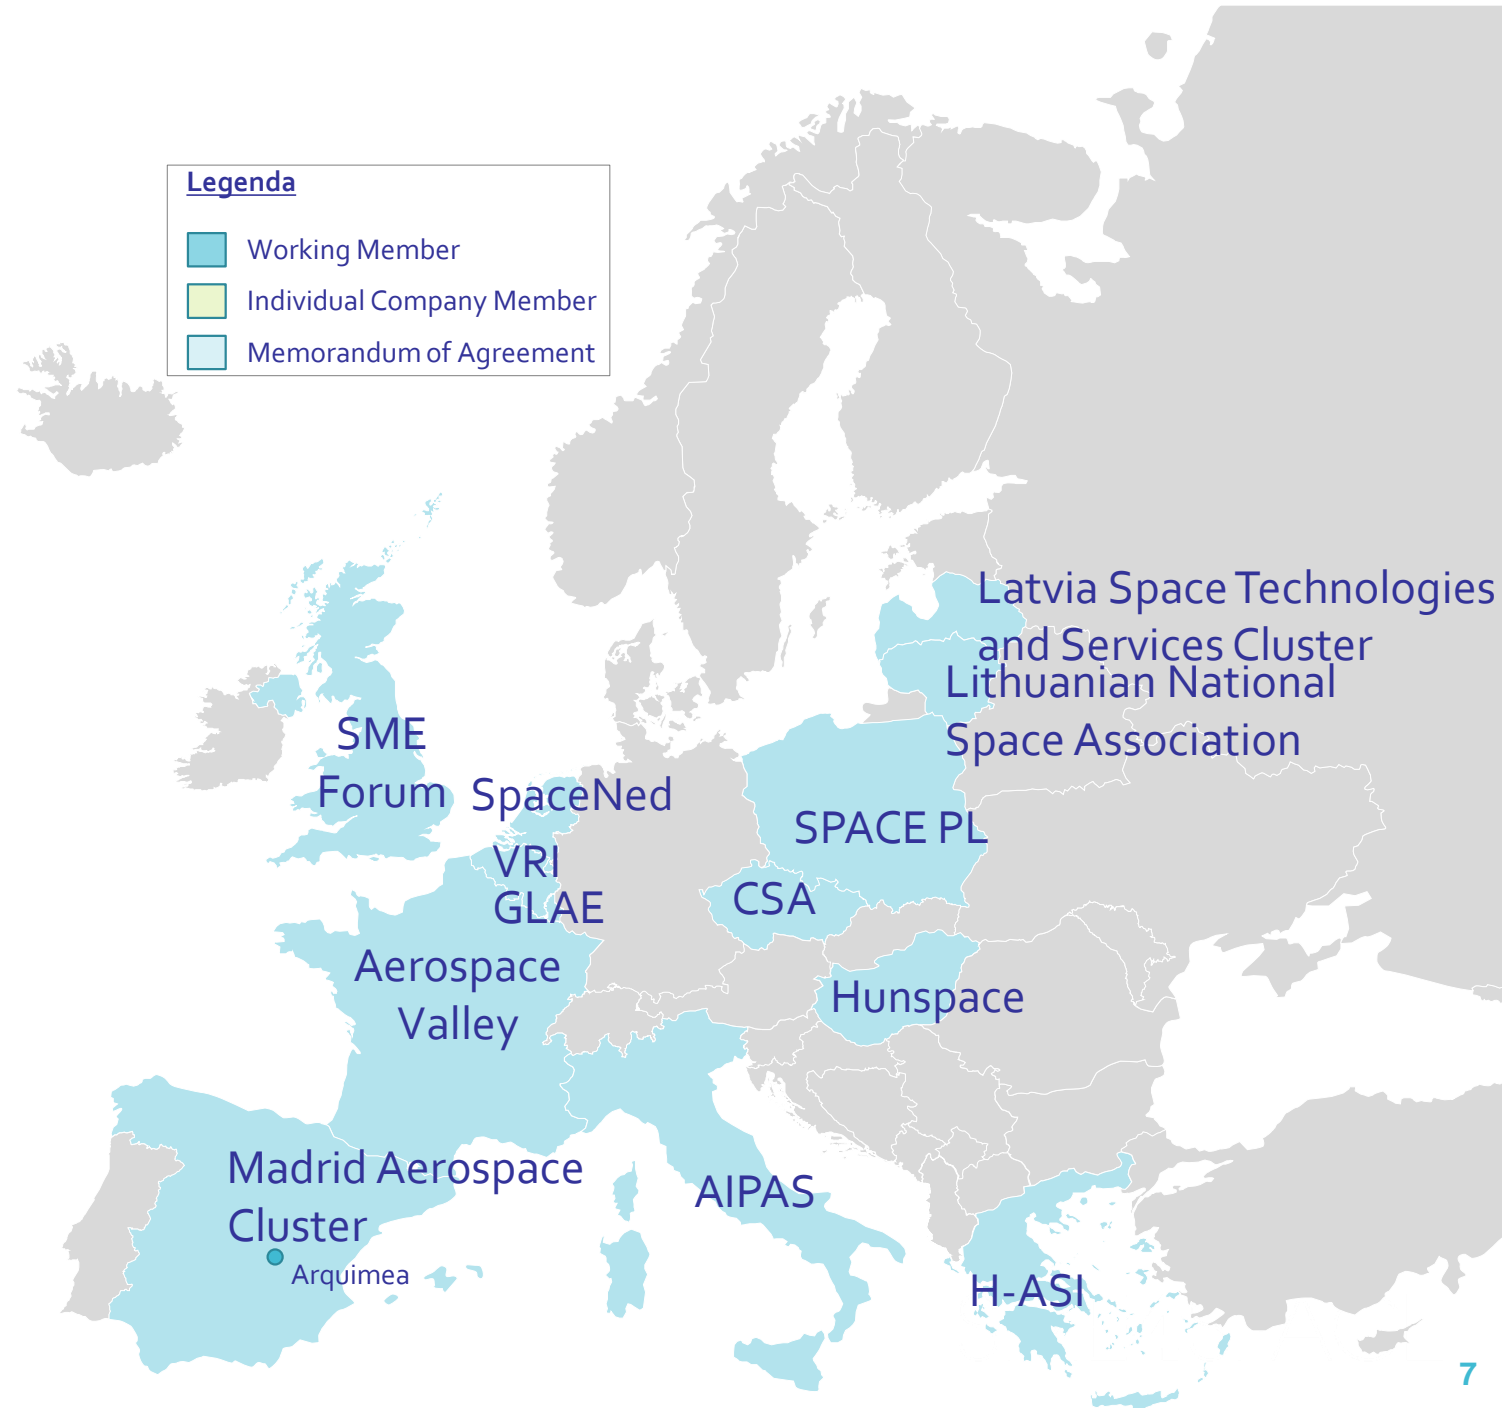 Legenda
Working Member
Individual Company Member
Memorandum of Agreement
Latvia Space Technologies
and Services Cluster
Lithuanian National
Space Association
SME
Forum
SpaceNed
SPACE PL
VRI
GLAE
CSA
Aerospace
Valley
Hunspace
Madrid Aerospace
Cluster
Arquimea
AIPAS
H-ASI
7